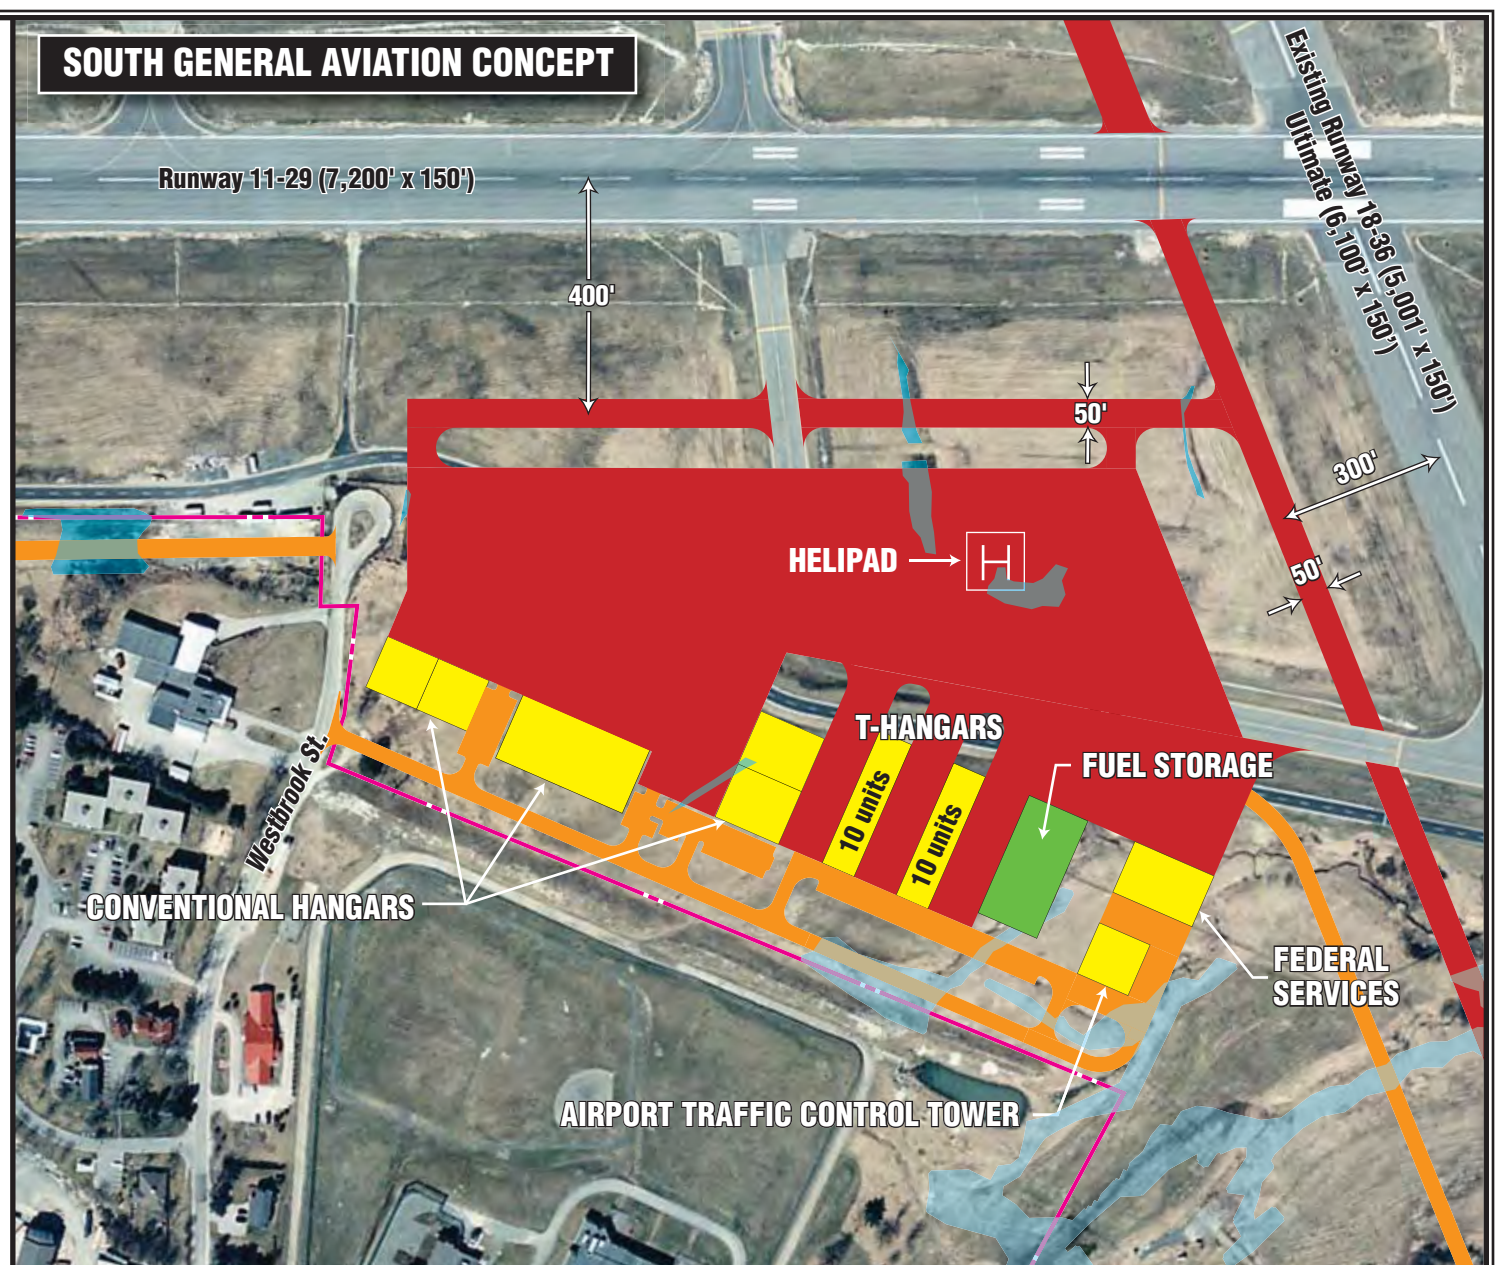 SOUTH GENERAL AVIATION CONCEPT
Existing Runway 18-36 (5,001' x 150')
Ultimate (6,100' x 150')
Runway 11-29 (7,200' x 150')
400'
50'
300'
HELIPAD
H
50'
T-HANGARS
FUEL STORAGE
Westbrook St.
10 units
10 units
CONVENTIONAL HANGARS
FEDERAL
SERVICES
AIRPORT TRAFFIC CONTROL TOWER